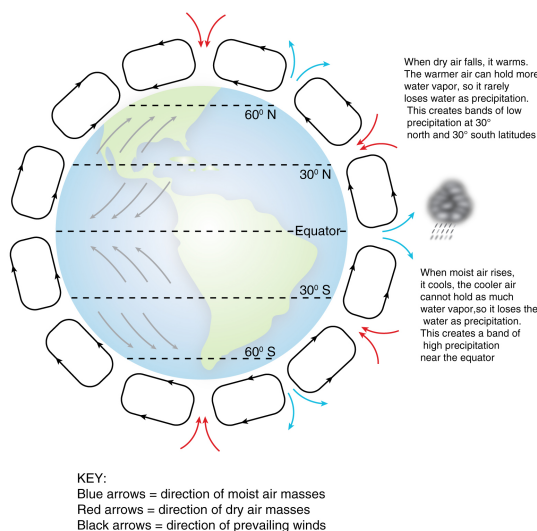 When dry air falls, it warms.
The warmer air can hold more
water vapor, so it rarely
loses water as precipitation.
This creates bands of low
precipitation at 30°
north and 30° south latitudes
60⁰ N
30⁰ N
Equator
30⁰ S
60⁰ S
When moist air rises,
it cools, the cooler air
cannot hold as much
water vapor,so it loses the
water as precipitation.
This creates a band of
high precipitation
near the equator
KEY:
Blue arrows = direction of moist air masses
Red arrows = direction of dry air masses
Black arrows = direction of prevailing winds